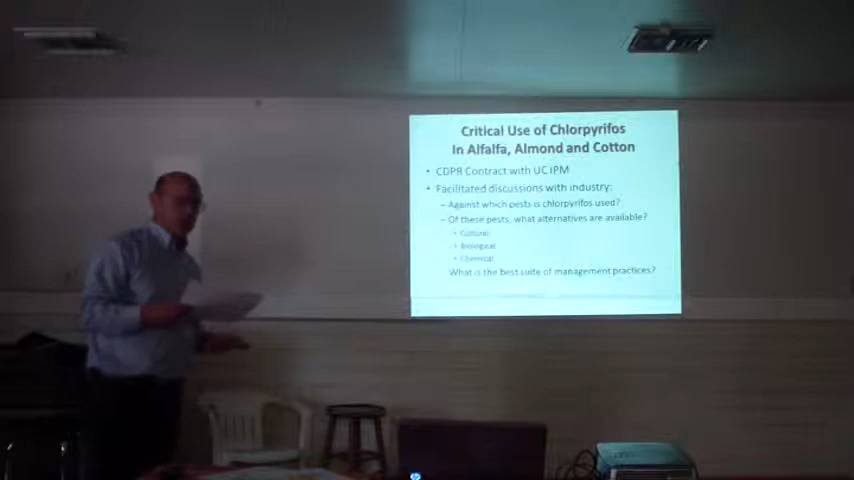 Critical Use of Chlorpyrifos
in Alfalfa, Almond and Cotton
• CDPR Contract with UC IPM
• Facilitated discussions with industry:
– Against which pests is chlorpyrifos used?
– Of these pests, what alternatives are available?
• Cultural
• Biological
• Chemical
What is the best suite of management practices?
hp